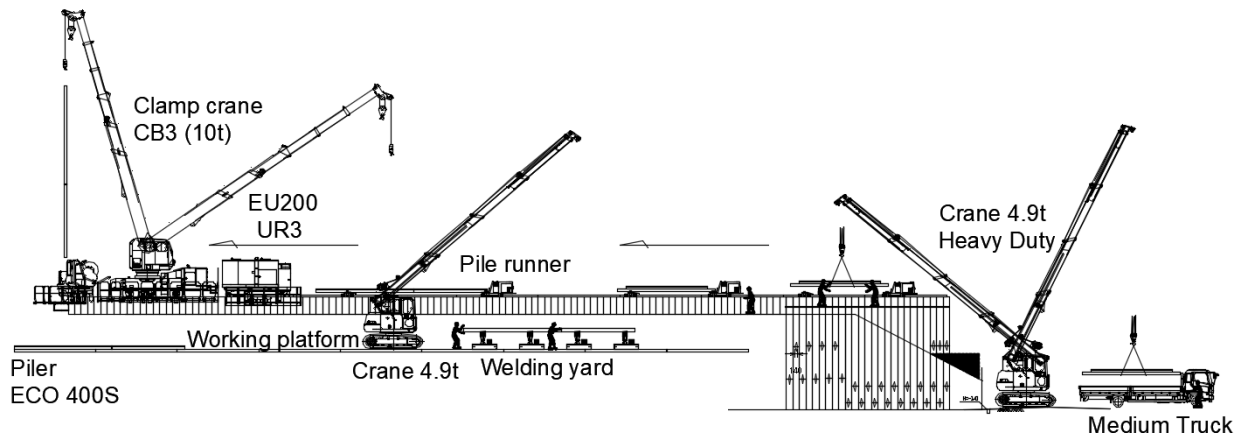 Clamp crane
CB3 (10t)
EU200
UR3
Pile runner
Crane 4.9t
Heavy Duty
Working platform
Crane 4.9t
Welding yard
Piler
ECO 400S
Medium Truck